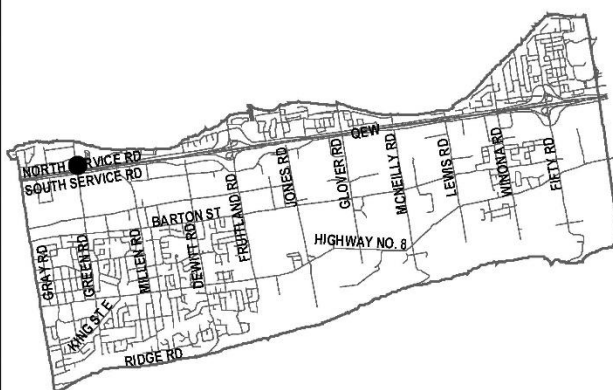 NORTH SERVICE RD
SOUTH SERVICE RD
QEW
BARTON ST
HIGHWAY NO. 8
GRAY RD
GREEN RD
MILLEN RD
DEWITT RD
FRUITLAND RD
JONES RD
GLOVER RD
MCNEILLY RD
LEWIS RD
WINONA RD
FIFTY RD
KING ST E
RIDGE RD